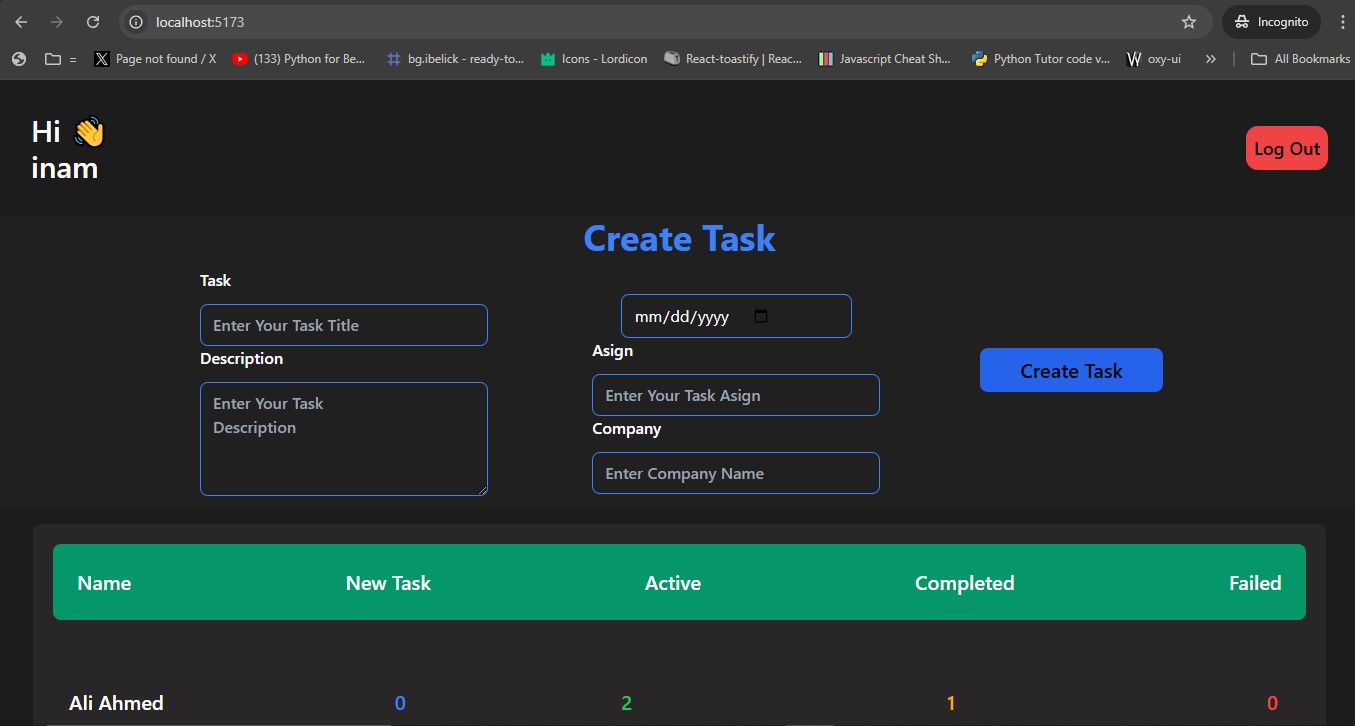 localhost:5173
Incognito
=
Page not found / X
(133) Python for Be...
bg.ibelick - ready-to...
Icons - Lordicon
React-toastify | Reac...
Javascript Cheat Sh...
Python Tutor code v...
oxy-ui
»
All Bookmarks
Hi 👋
inam
Log Out
Create Task
Task
Enter Your Task Title
Description
Enter Your Task
Description
mm/dd/yyyy
Asign
Enter Your Task Asign
Company
Enter Company Name
Create Task
Name New Task Active Completed Failed
Ali Ahmed 0 2 1 0